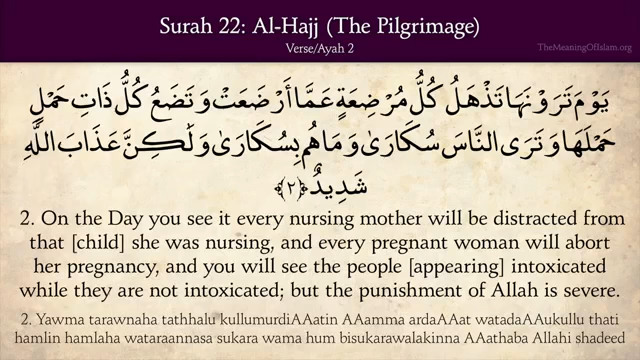 Surah 22: Al-Hajj (The Pilgrimage)
Verse/Ayah 2
TheMeaningOfIslam.org
يَوْمَ تَرَوْنَهَا تَذْهَلُ كُلُّ مُرْضِعَةٍ عَمَّا أَرْضَعَتْ وَتَضَعُ كُلُّ ذَاتِ حَمْلٍ
حَمْلَهَا وَتَرَى النَّاسَ سُكَارَىٰ وَمَا هُم بِسُكَارَىٰ وَلَٰكِنَّ عَذَابَ اللَّهِ
شَدِيدٌ ﴿٢﴾
2. On the Day you see it every nursing mother will be distracted from
that [child] she was nursing, and every pregnant woman will abort
her pregnancy, and you will see the people [appearing] intoxicated
while they are not intoxicated; but the punishment of Allah is severe.
2. Yawma tarawnaha tathhalu kullumurdiAAatin AAamma ardaAAat watadaAAukullu thati
hamlin hamlaha wataraannasa sukara wama hum bisukarawalakinna AAathaba Allahi shadeed